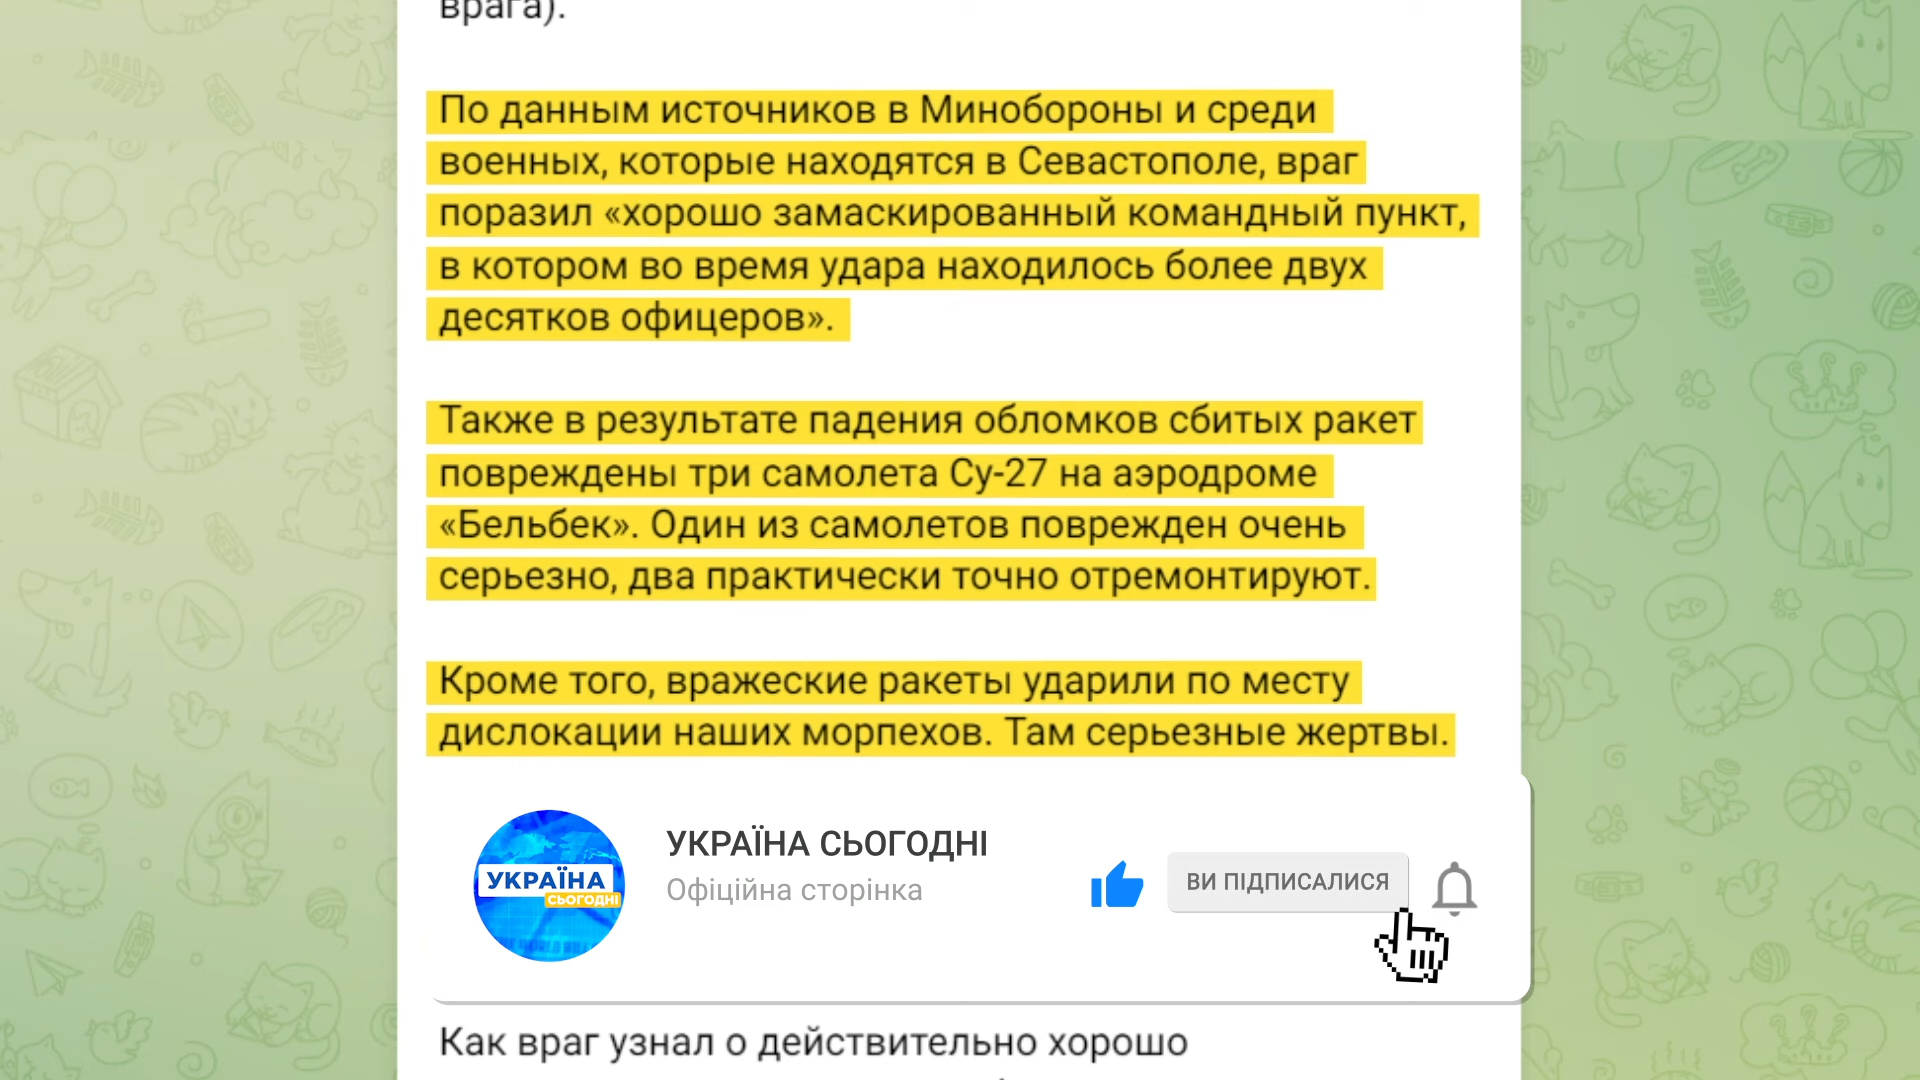 врага).
По данным источников в Минобороны и среди
военных, которые находятся в Севастополе, враг
поразил «хорошо замаскированный командный пункт,
в котором во время удара находилось более двух
десятков офицеров».
Также в результате падения обломков сбитых ракет
повреждены три самолета Су-27 на аэродроме
«Бельбек». Один из самолетов поврежден очень
серьезно, два практически точно отремонтируют.
Кроме того, вражеские ракеты ударили по месту
дислокации наших морпехов. Там серьезные жертвы.
УКРАЇНА
СЬОГОДНІ
УКРАЇНА СЬОГОДНІ
Офіційна сторінка
ВИ ПІДПИСАЛИСЯ
Как враг узнал о действительно хорошо